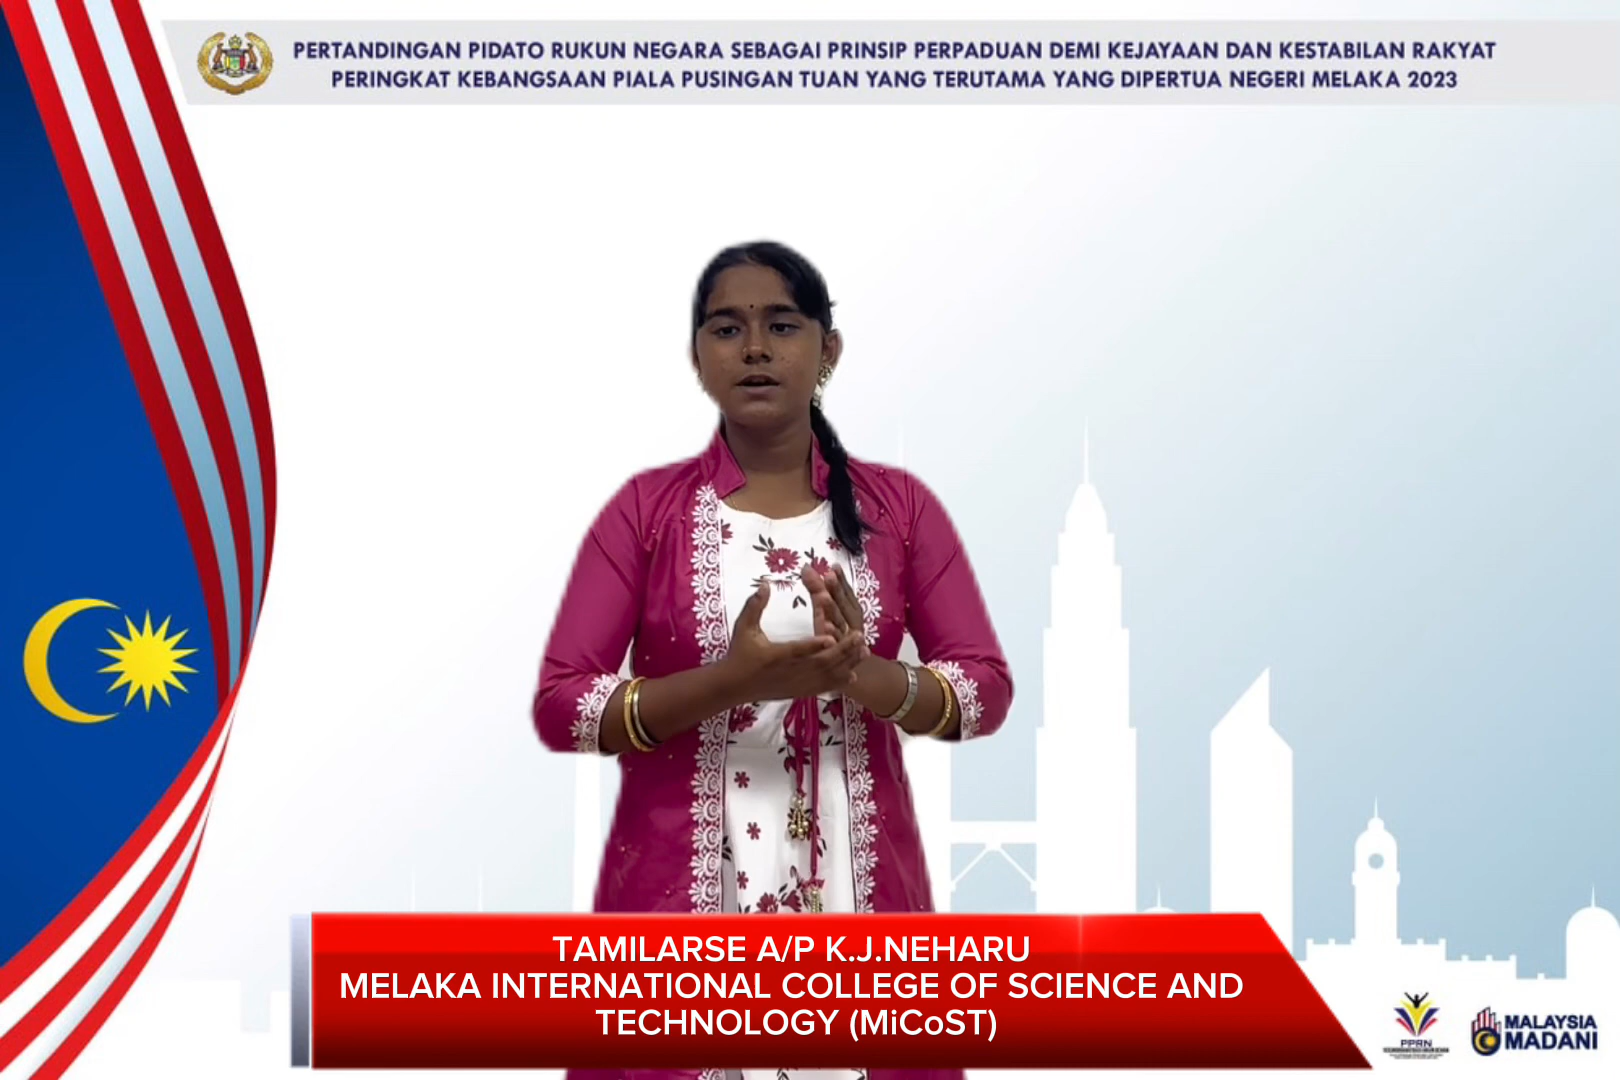 PERTANDINGAN PIDATO RUKUN NEGARA SEBAGAI PRINSIP PERPADUAN DEMI KEJAYAAN DAN KESTABILAN RAKYAT
PERINGKAT KEBANGSAAN PIALA PUSINGAN TUAN YANG TERUTAMA YANG DIPERTUA NEGERI MELAKA 2023
TAMILARSE A/P K.J.NEHARU
MELAKA INTERNATIONAL COLLEGE OF SCIENCE AND
TECHNOLOGY (MiCoST)
PPRN
MALAYSIA
MADANI